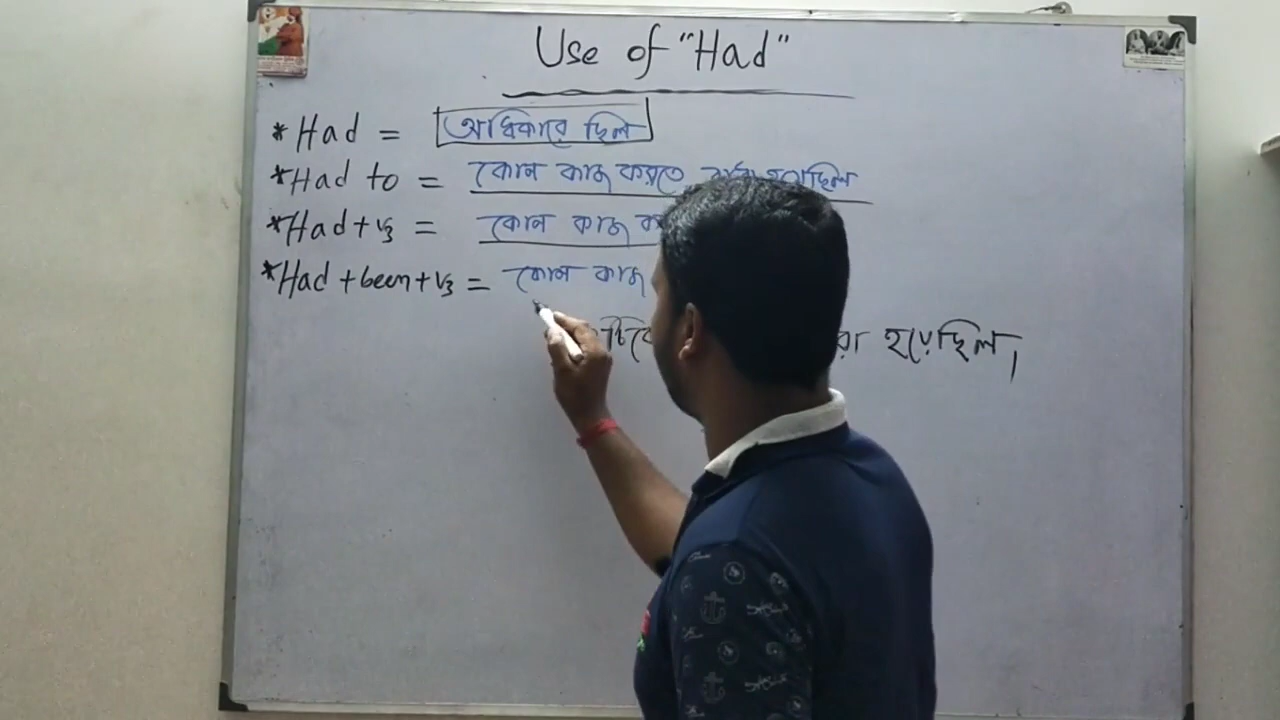 Use of "Had"
*Had = অধিকারে ছিল
*Had to = কোন কাজ করতে বাধ্য হয়েছিল
*Had+v3 = কোন কাজ
*Had+been+v3 = কোন কাজ
রা হয়েছিল,